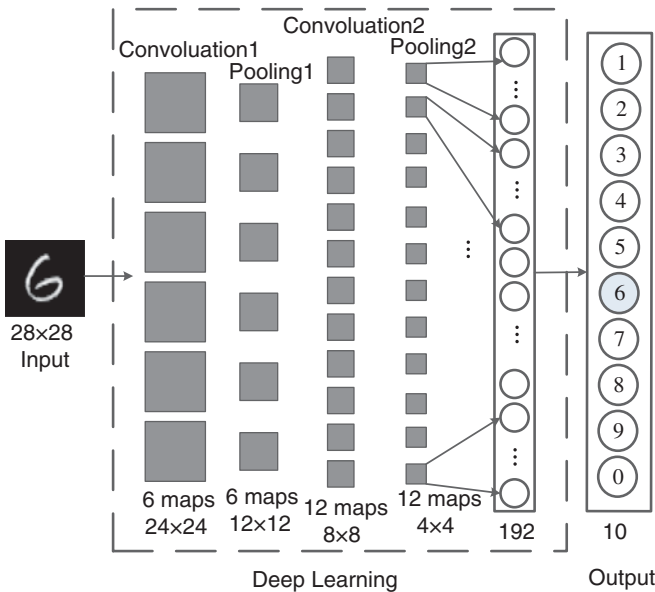 Convoluation2
Convoluation1
Pooling2
Pooling1
1
2
3
4
5
6
7
8
9
0
6
28×28
Input
6 maps
24×24
6 maps
12×12
12 maps
8×8
12 maps
4×4
192
10
Deep Learning
Output